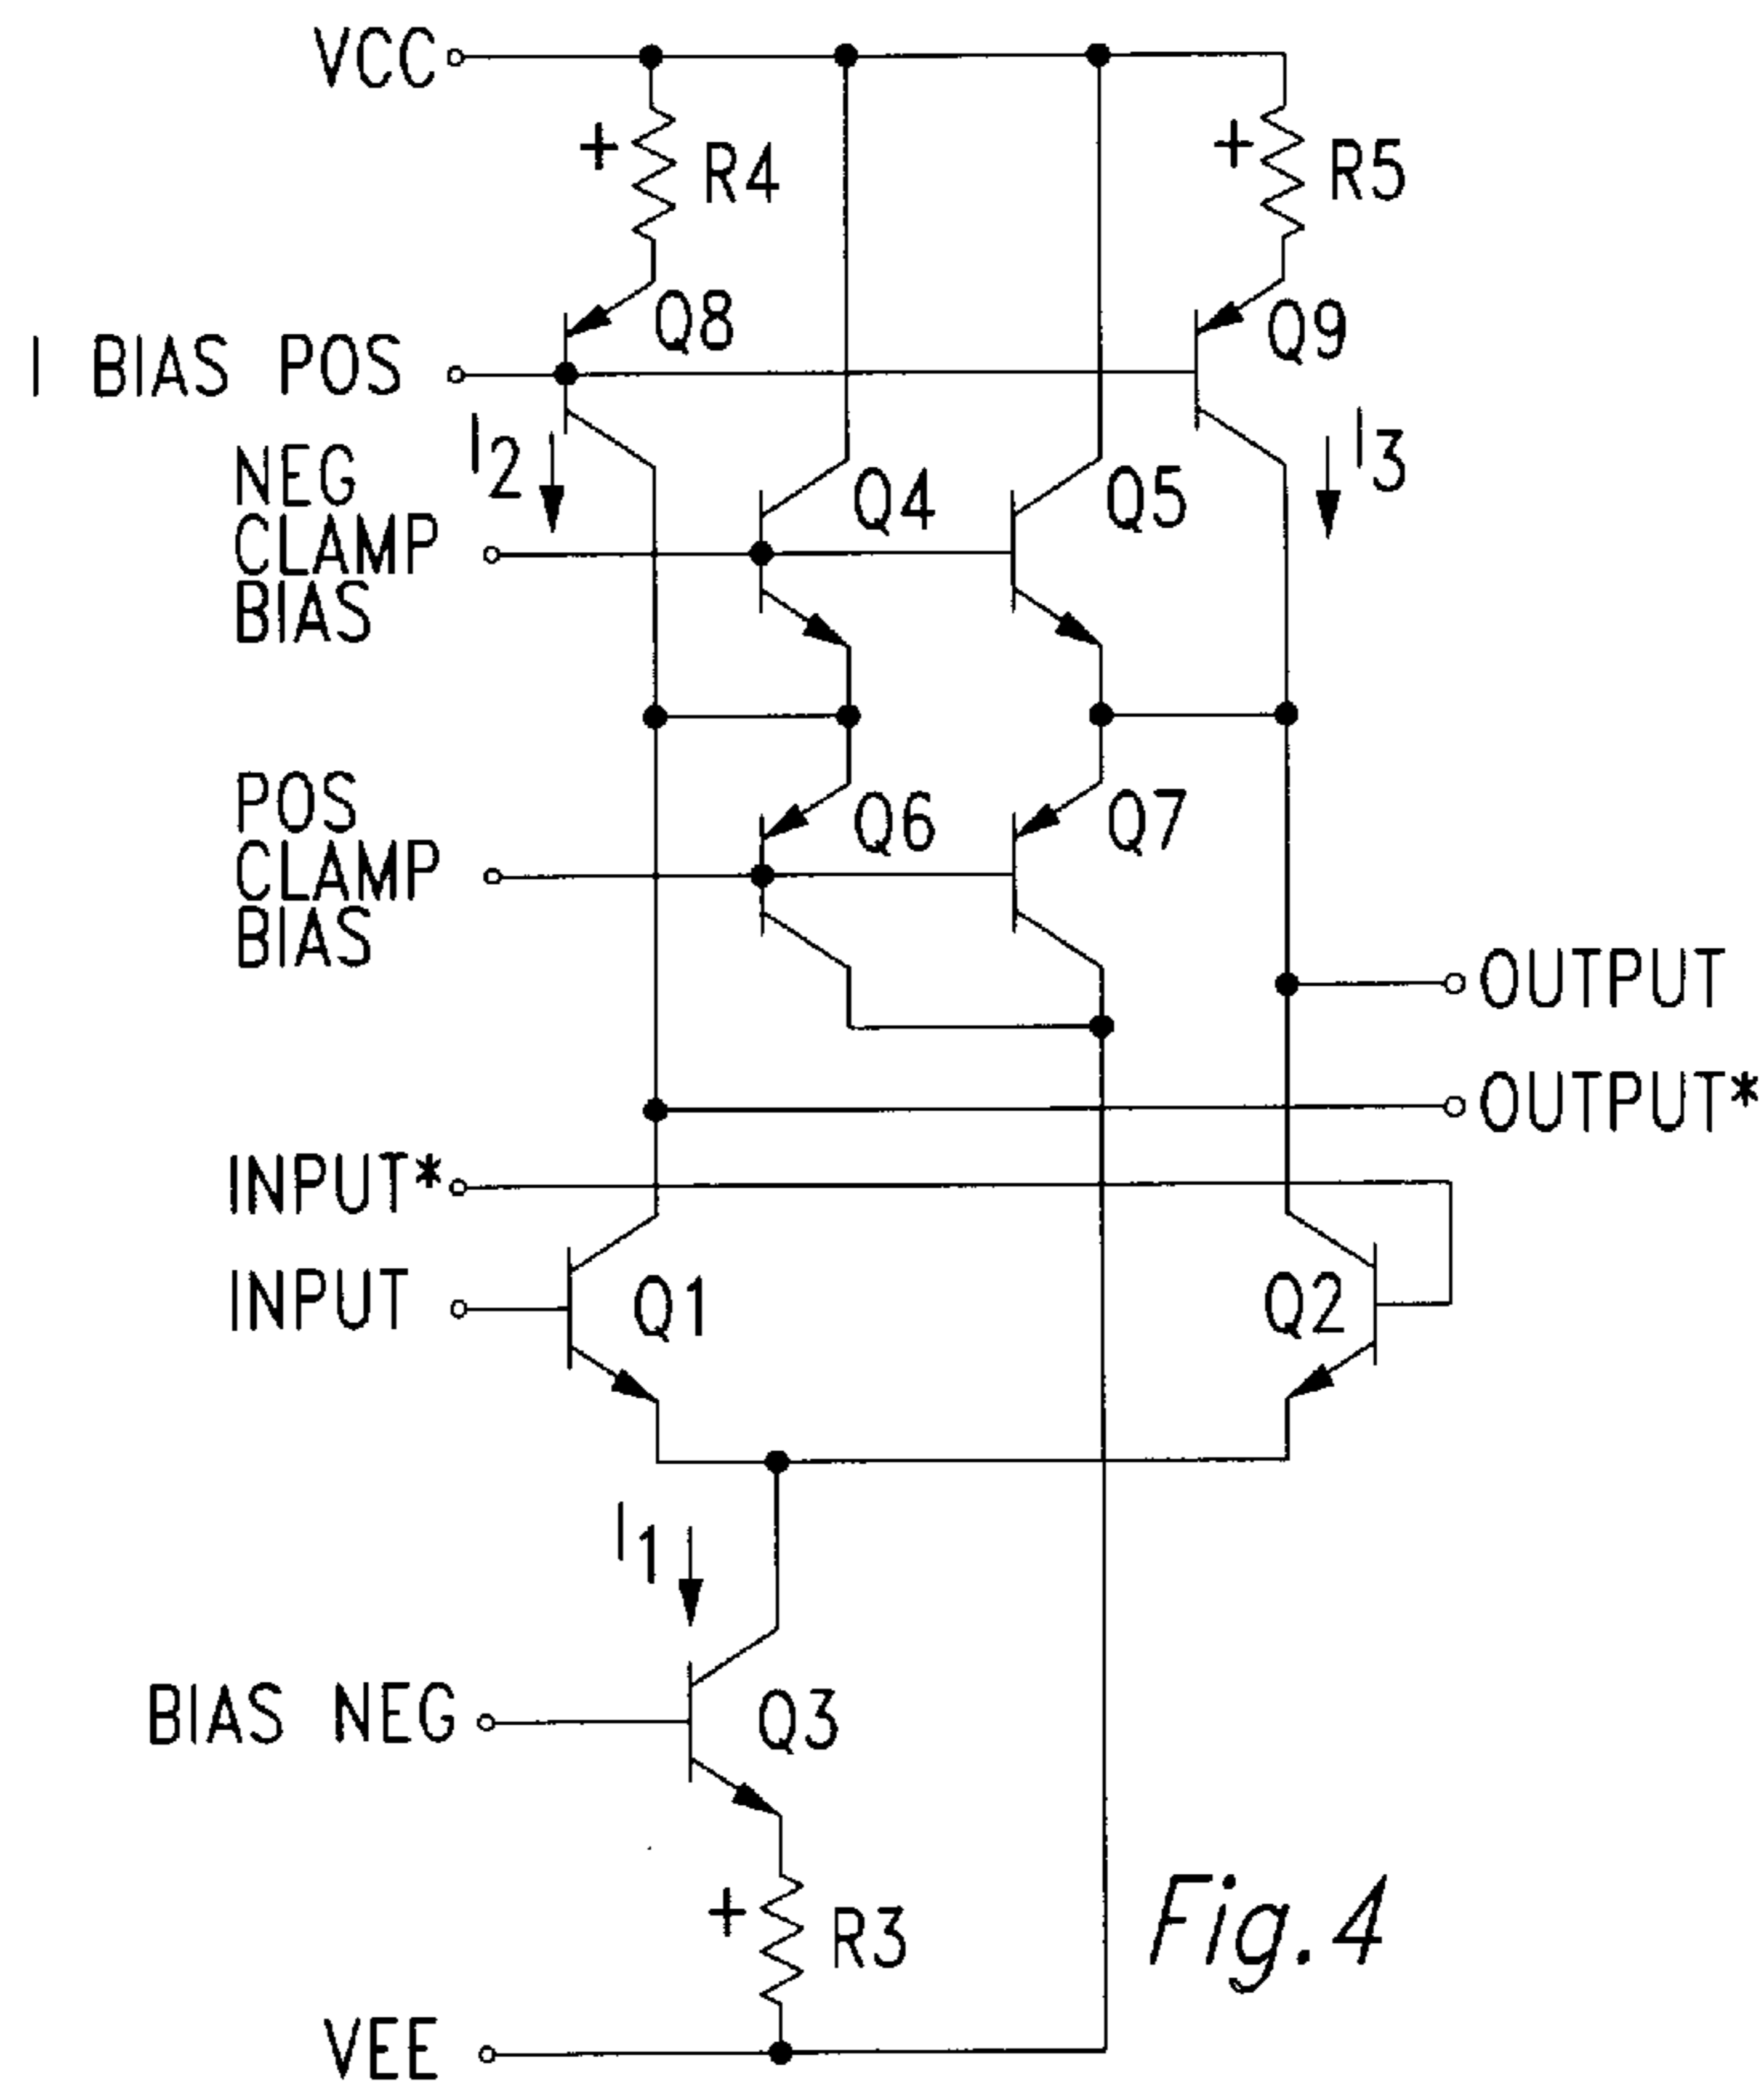 VCC
+ R4
+ R5
Q8
Q9
I BIAS POS
I2
I3
NEG
CLAMP
BIAS
Q4
Q5
POS
CLAMP
BIAS
Q6
Q7
OUTPUT
OUTPUT*
INPUT*
INPUT
Q1
Q2
I1
BIAS NEG
Q3
+ R3
Fig.4
VEE